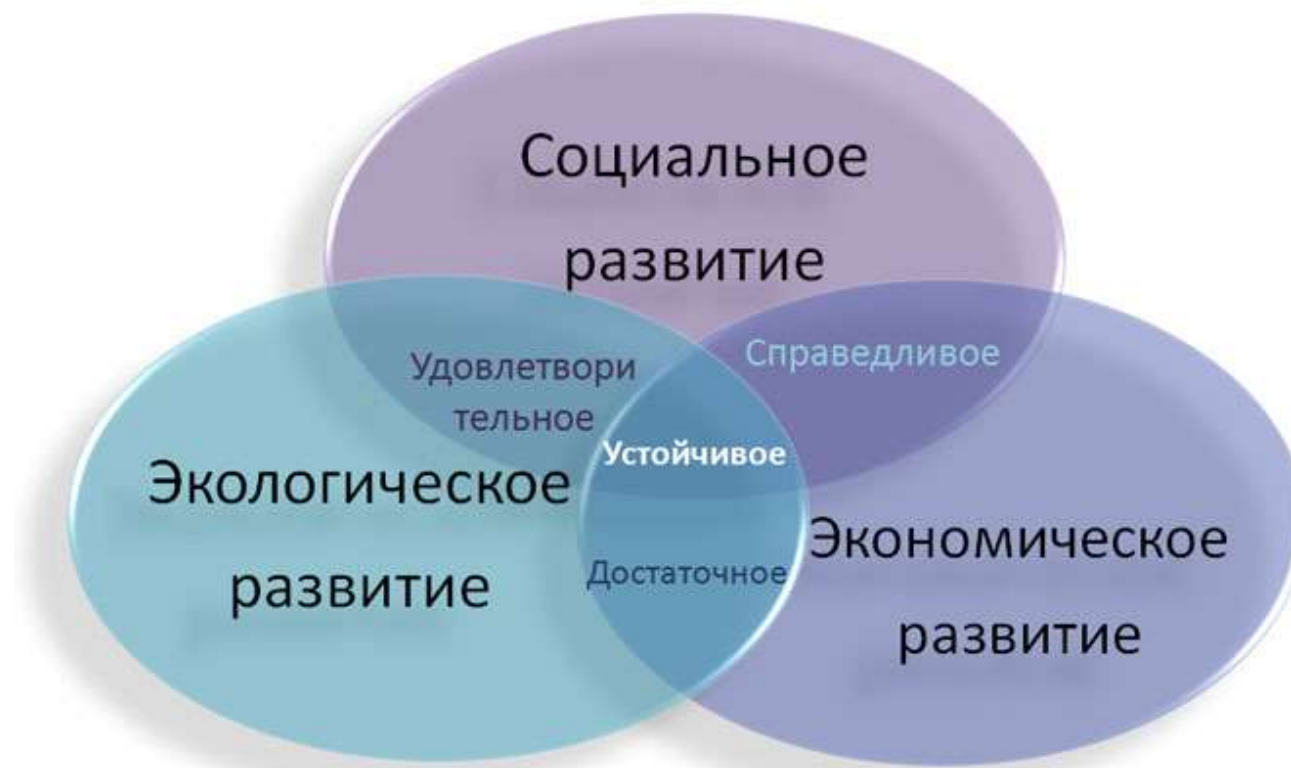 Социальное
развитие
Справедливое
Удовлетвори
тельное
Устойчивое
Экологическое
развитие
Достаточное
Экономическое
развитие